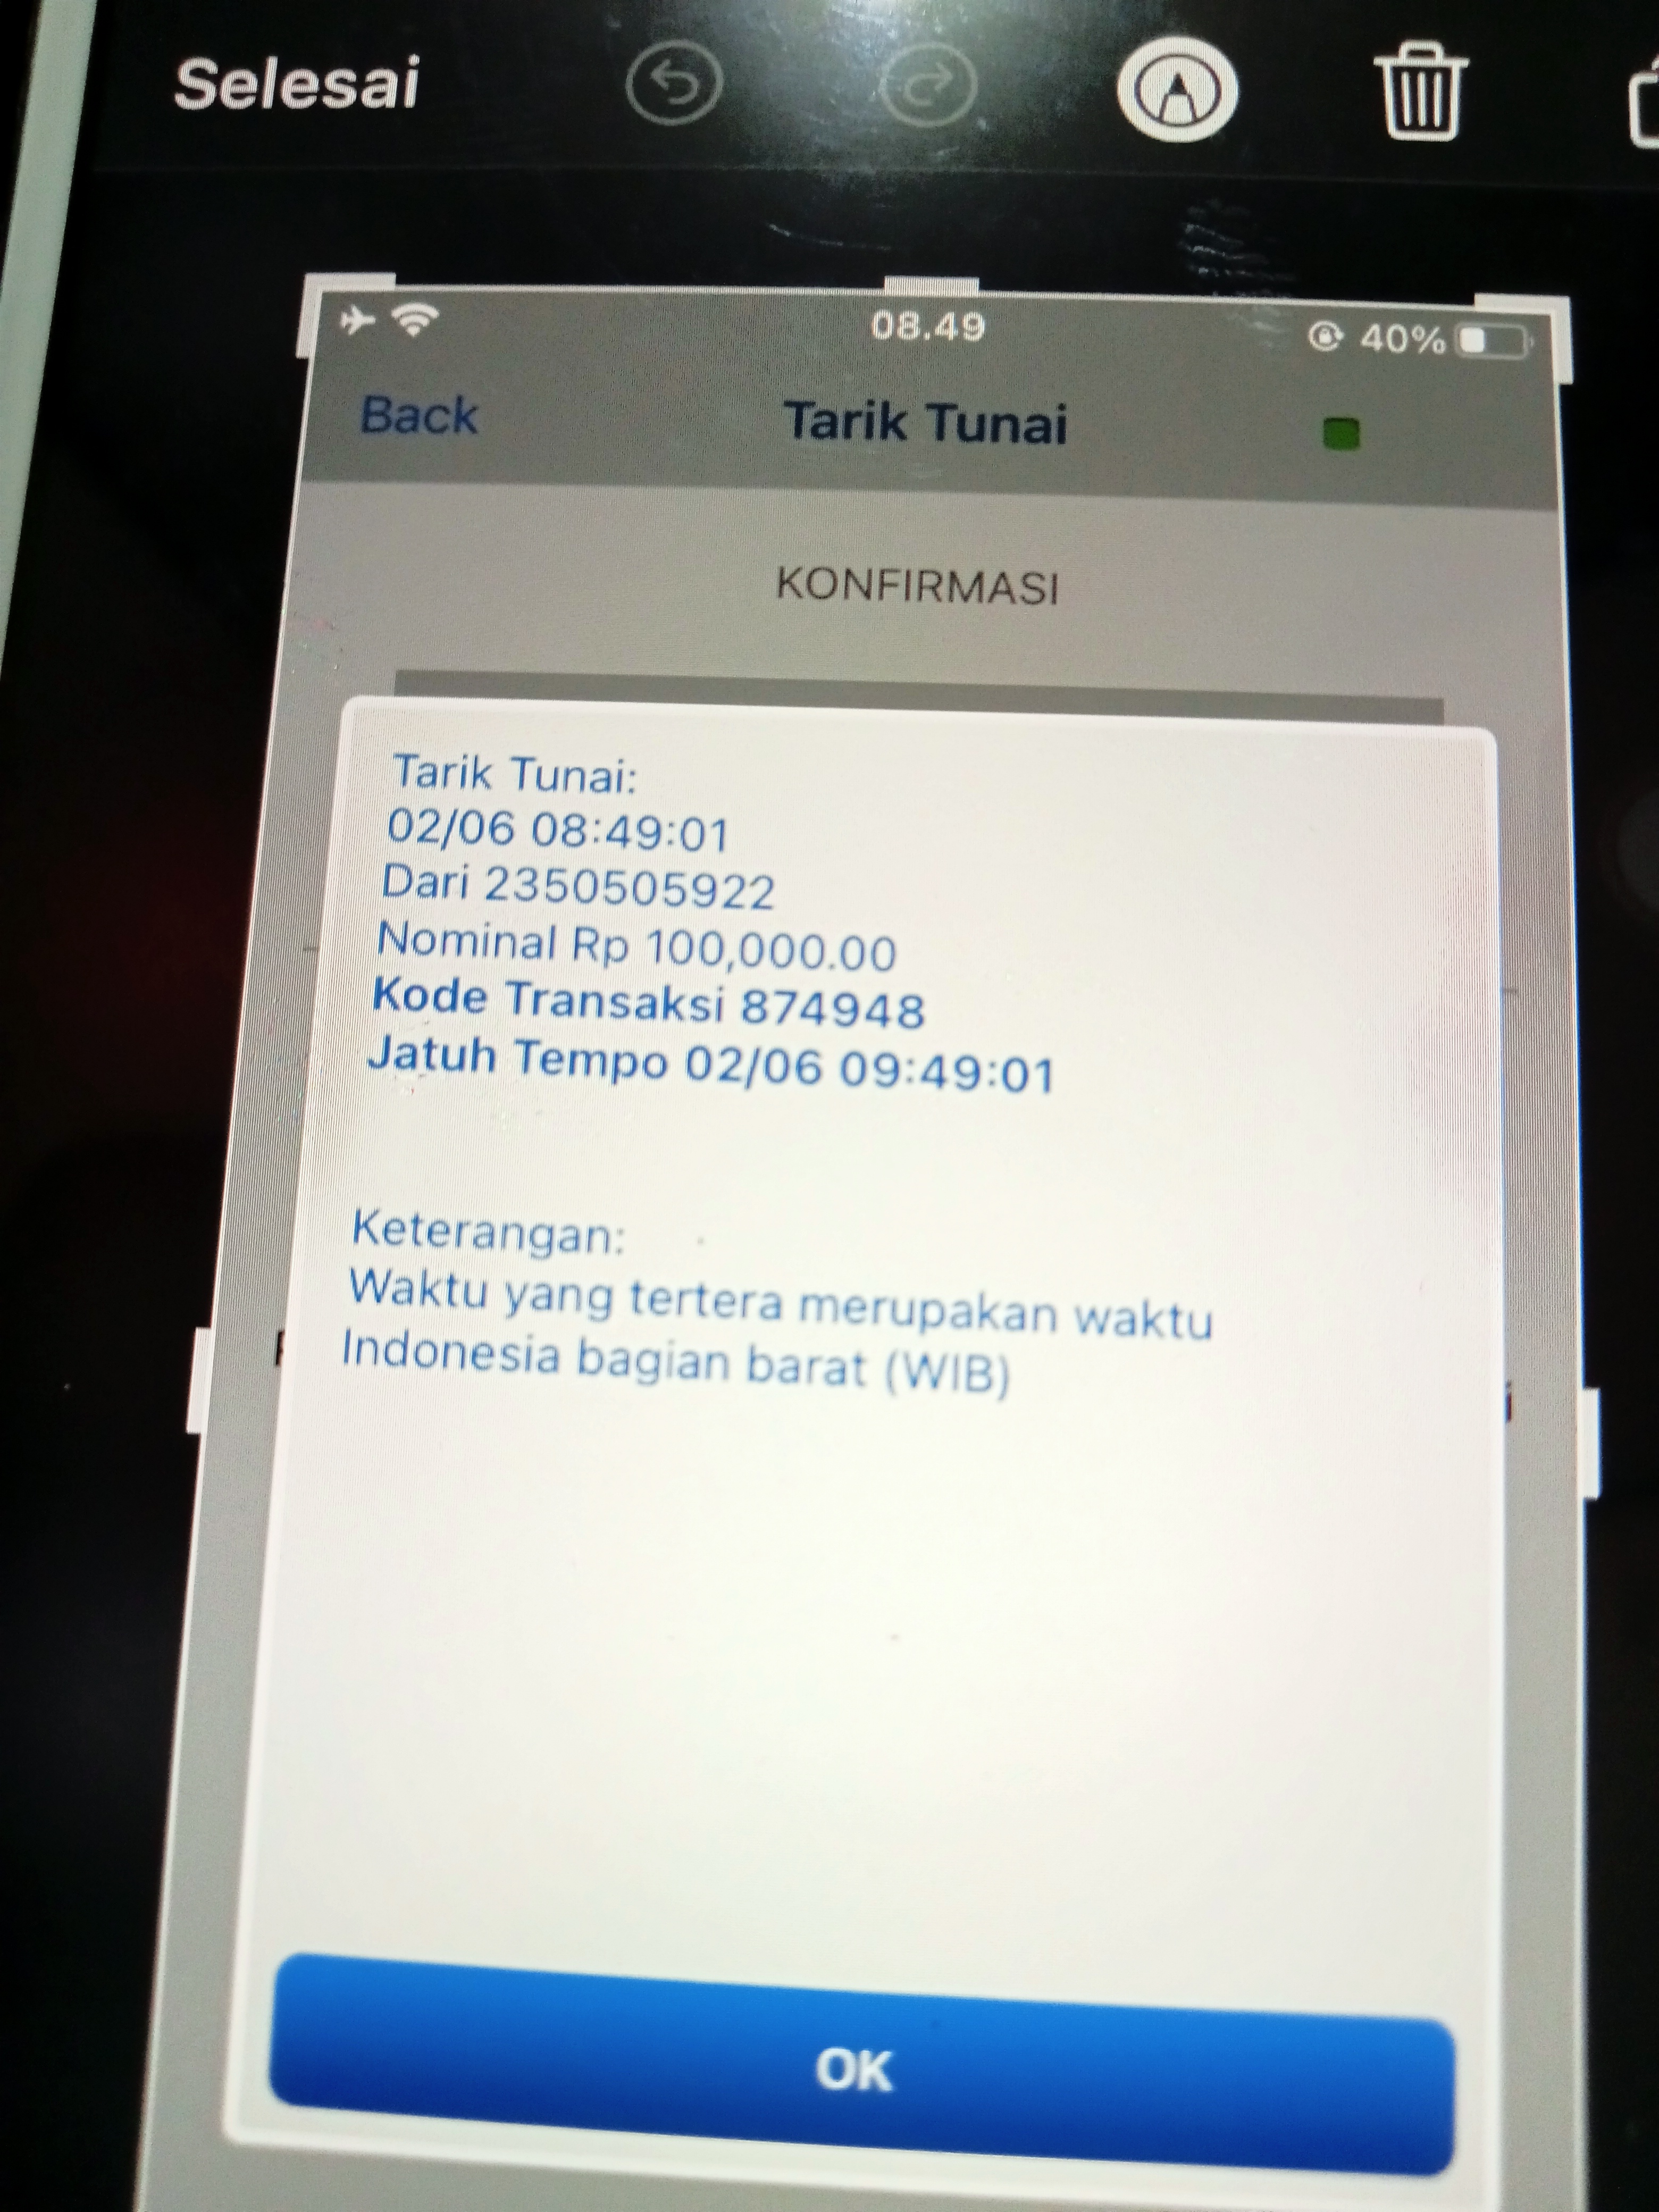 Selesai
08.49
40%
Back
Tarik Tunai
KONFIRMASI
Tarik Tunai:
02/06 08:49:01
Dari 2350505922
Nominal Rp 100,000.00
Kode Transaksi 874948
Jatuh Tempo 02/06 09:49:01
Keterangan:
Waktu yang tertera merupakan waktu
Indonesia bagian barat (WIB)
OK